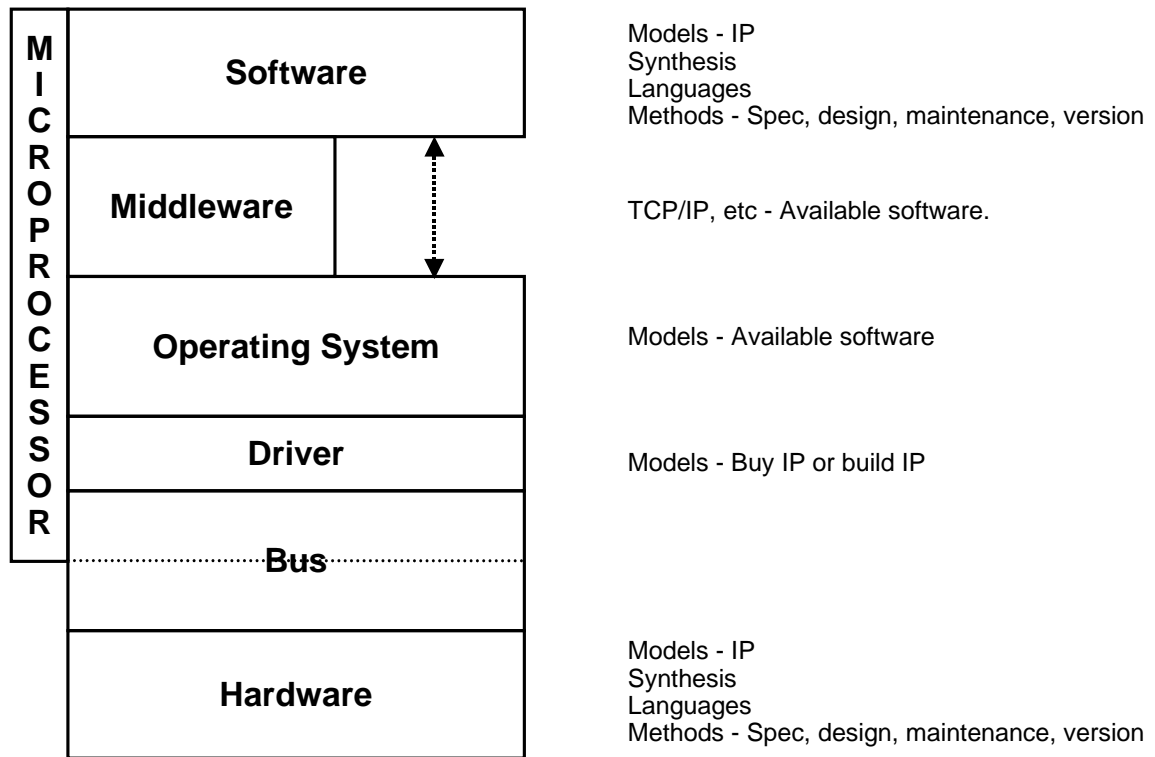 MICROPROCESSOR
Software
Models - IP
Synthesis
Languages
Methods - Spec, design, maintenance, version
Middleware
TCP/IP, etc - Available software.
Operating System
Models - Available software
Driver
Models - Buy IP or build IP
Bus
Hardware
Models - IP
Synthesis
Languages
Methods - Spec, design, maintenance, version